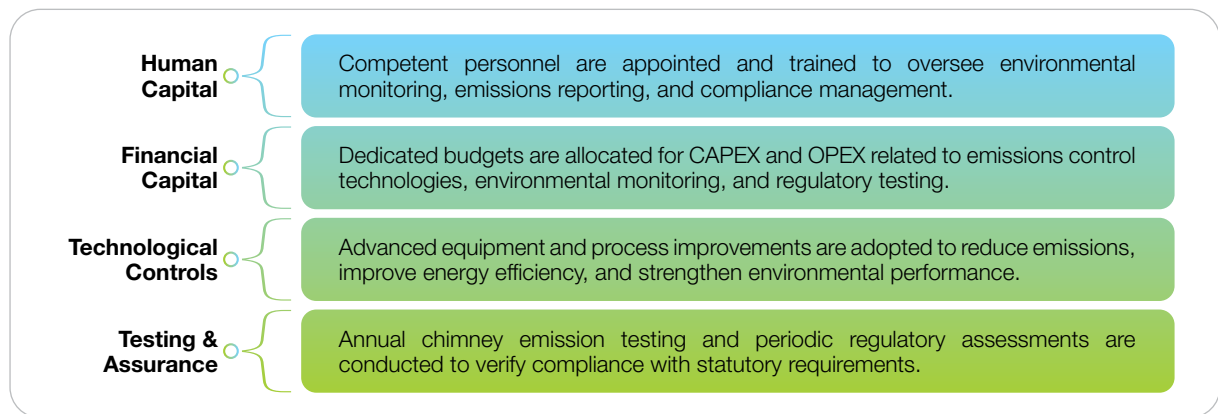 Human
Capital
Competent personnel are appointed and trained to oversee environmental
monitoring, emissions reporting, and compliance management.
Financial
Capital
Dedicated budgets are allocated for CAPEX and OPEX related to emissions control
technologies, environmental monitoring, and regulatory testing.
Technological
Controls
Advanced equipment and process improvements are adopted to reduce emissions,
improve energy efficiency, and strengthen environmental performance.
Testing &
Assurance
Annual chimney emission testing and periodic regulatory assessments are
conducted to verify compliance with statutory requirements.